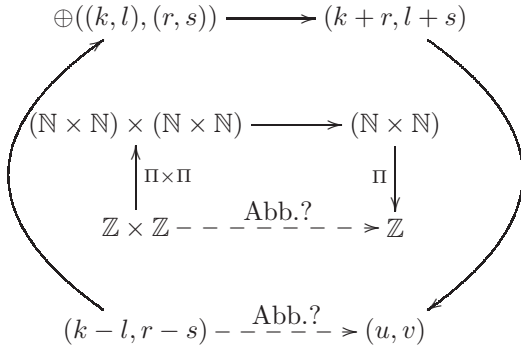 ⊕((k, l), (r, s)) (k + r, l + s)
(ℕ × ℕ) × (ℕ × ℕ) (ℕ × ℕ)
Π×Π Π
ℤ × ℤ Abb.? ℤ
(k − l, r − s) Abb.? (u, v)